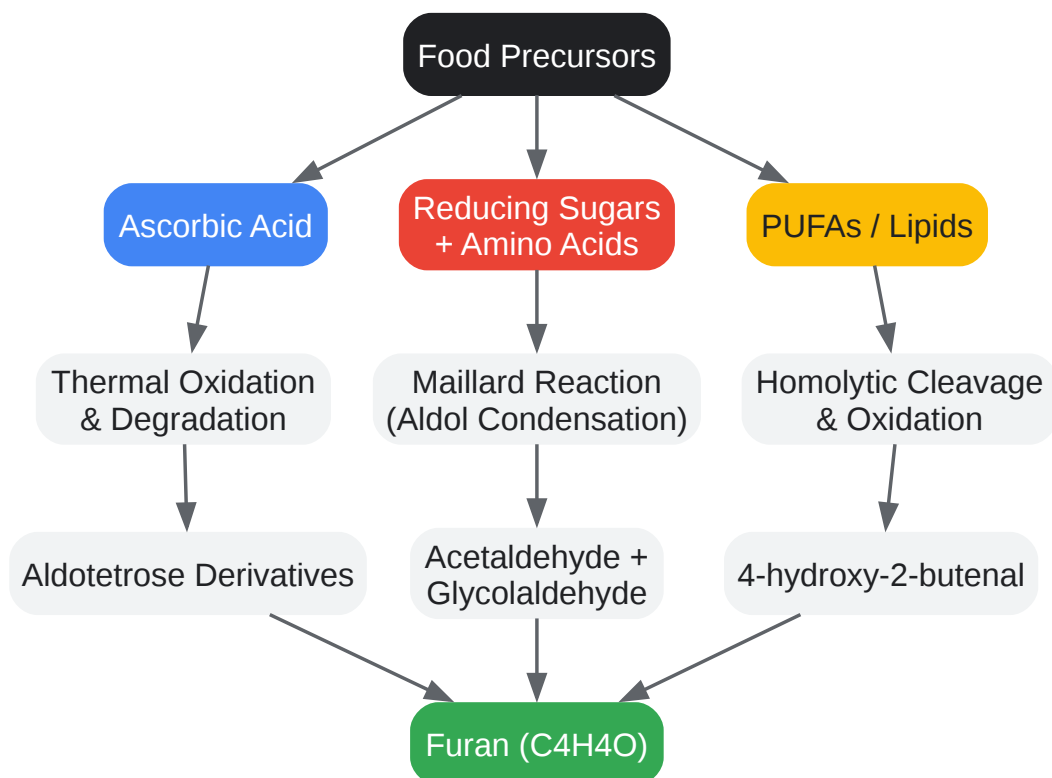 Food Precursors
Ascorbic Acid
Reducing Sugars
+ Amino Acids
PUFAs / Lipids
Thermal Oxidation
& Degradation
Maillard Reaction
(Aldol Condensation)
Homolytic Cleavage
& Oxidation
Aldotetrose Derivatives
Acetaldehyde +
Glycolaldehyde
4-hydroxy-2-butenal
Furan (C4H4O)